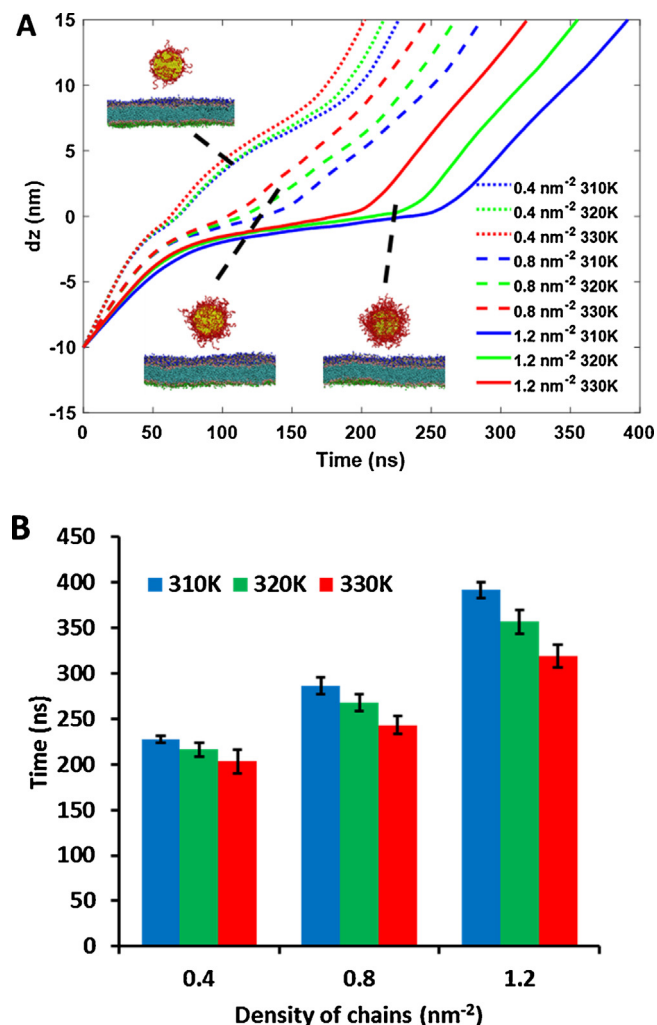 A
dz (nm)
15
10
5
0
-5
-10
-15
0.4 nm⁻² 310K
0.4 nm⁻² 320K
0.4 nm⁻² 330K
0.8 nm⁻² 310K
0.8 nm⁻² 320K
0.8 nm⁻² 330K
1.2 nm⁻² 310K
1.2 nm⁻² 320K
1.2 nm⁻² 330K
0 50 100 150 200 250 300 350 400
Time (ns)
B
Time (ns)
450
400
350
300
250
200
150
100
50
0
310K 320K 330K
0.4 0.8 1.2
Density of chains (nm⁻²)